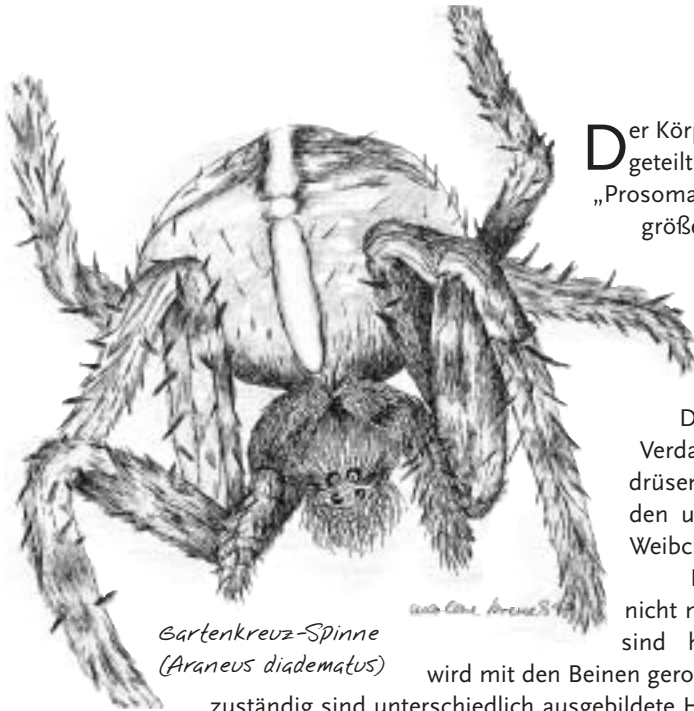 Der Körp
geteilt
„Prosoma
größe
D
Verda
drüsen
den u
Weibc
nicht n
sind h
wird mit den Beinen gero
zuständig sind unterschiedlich ausgebildete H
Gartenkreuz-Spinne
(Araneus diadematus)